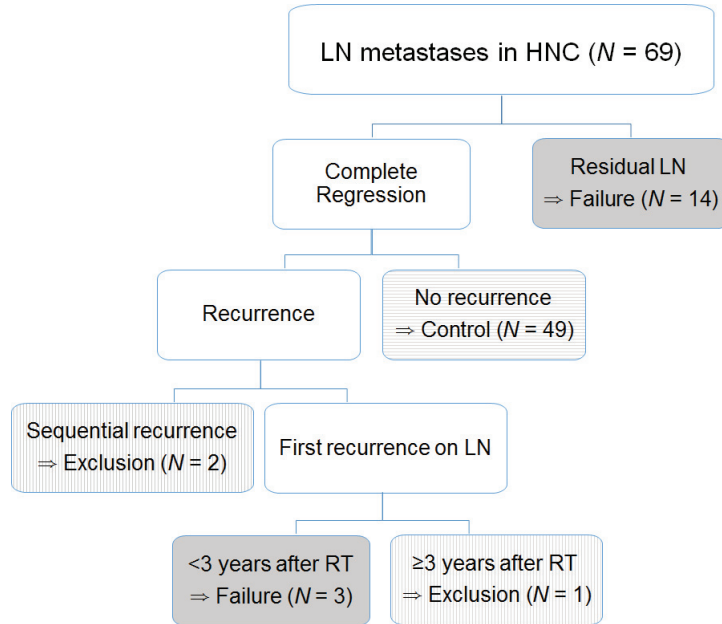 LN metastases in HNC (N = 69)
Complete
Regression
Residual LN
⇒ Failure (N = 14)
Recurrence
No recurrence
⇒ Control (N = 49)
Sequential recurrence
⇒ Exclusion (N = 2)
First recurrence on LN
<3 years after RT
⇒ Failure (N = 3)
≥3 years after RT
⇒ Exclusion (N = 1)